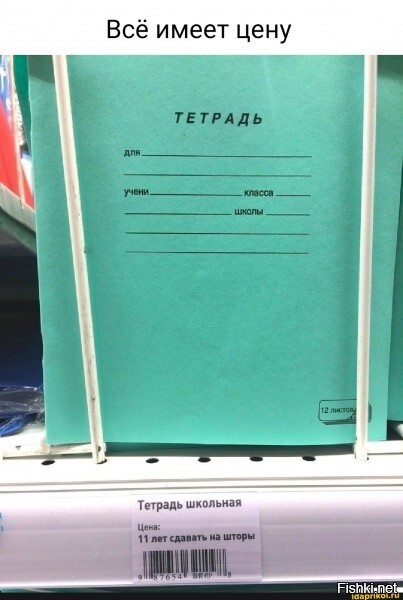 Всё имеет цену
ТЕТРАДЬ
для
учени класса
школы
12 листов
Тетрадь школьная
Цена:
11 лет сдавать на шторы
Fishki.net
idaprikol.ru